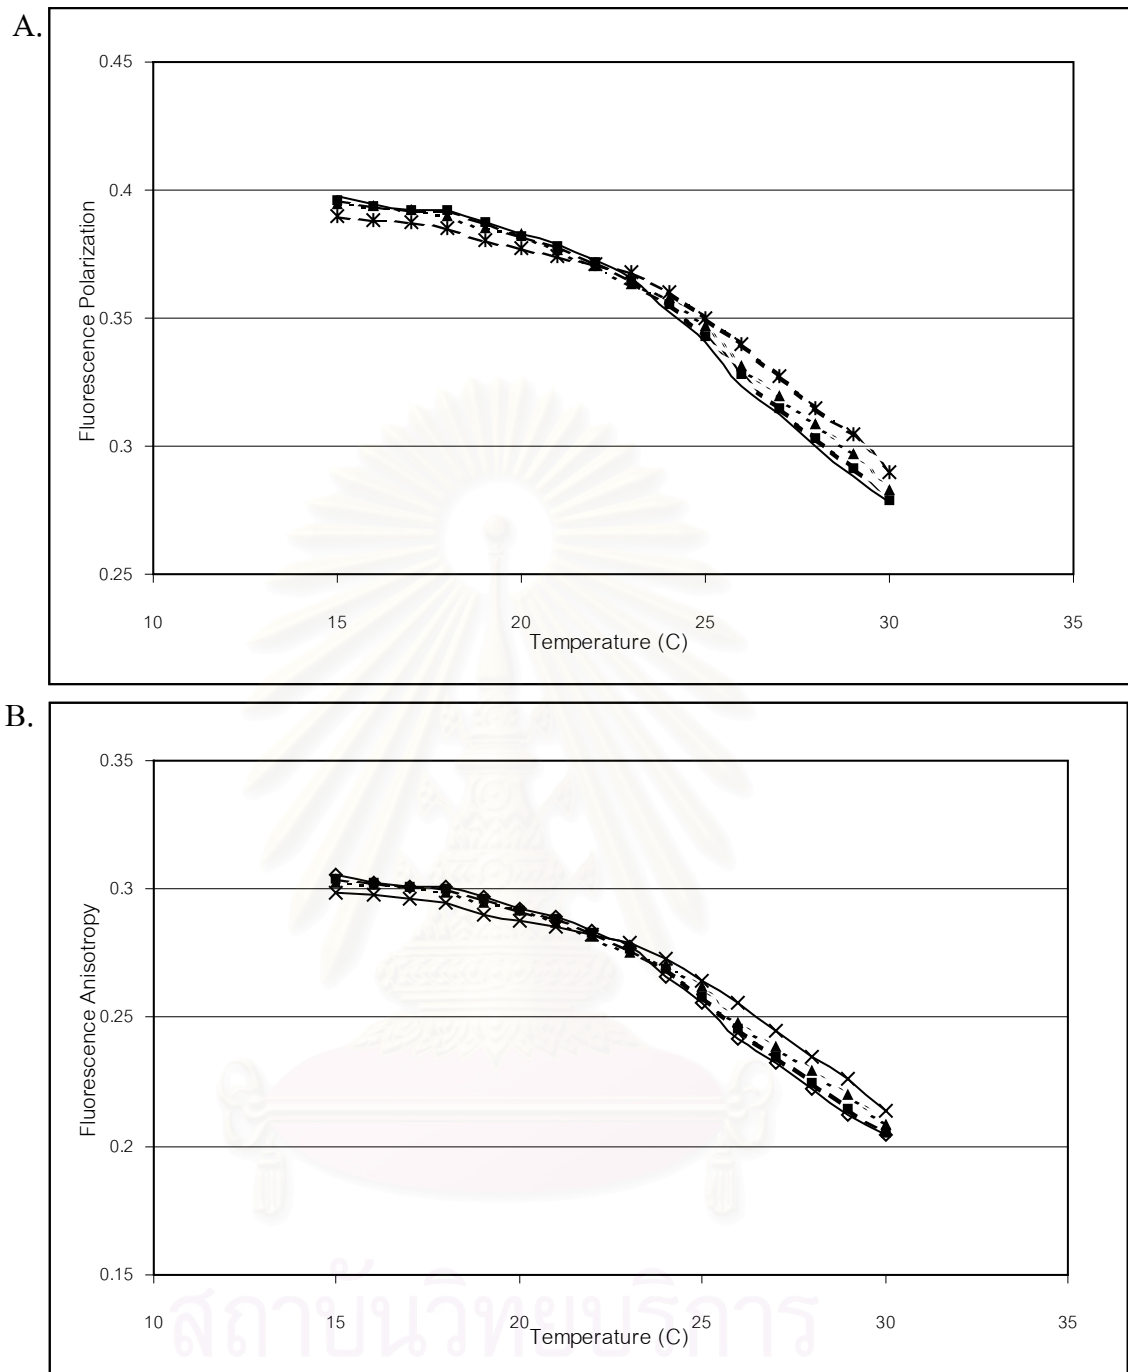 A.
0.45
0.4
0.35
0.3
0.25
Fluorescence Polarization
10 15 20 25 30 35
Temperature (C)
B.
0.35
0.3
0.25
0.2
0.15
Fluorescence Anisotropy
10 15 20 25 30 35
Temperature (C)
สถาบันวิทยบริการ